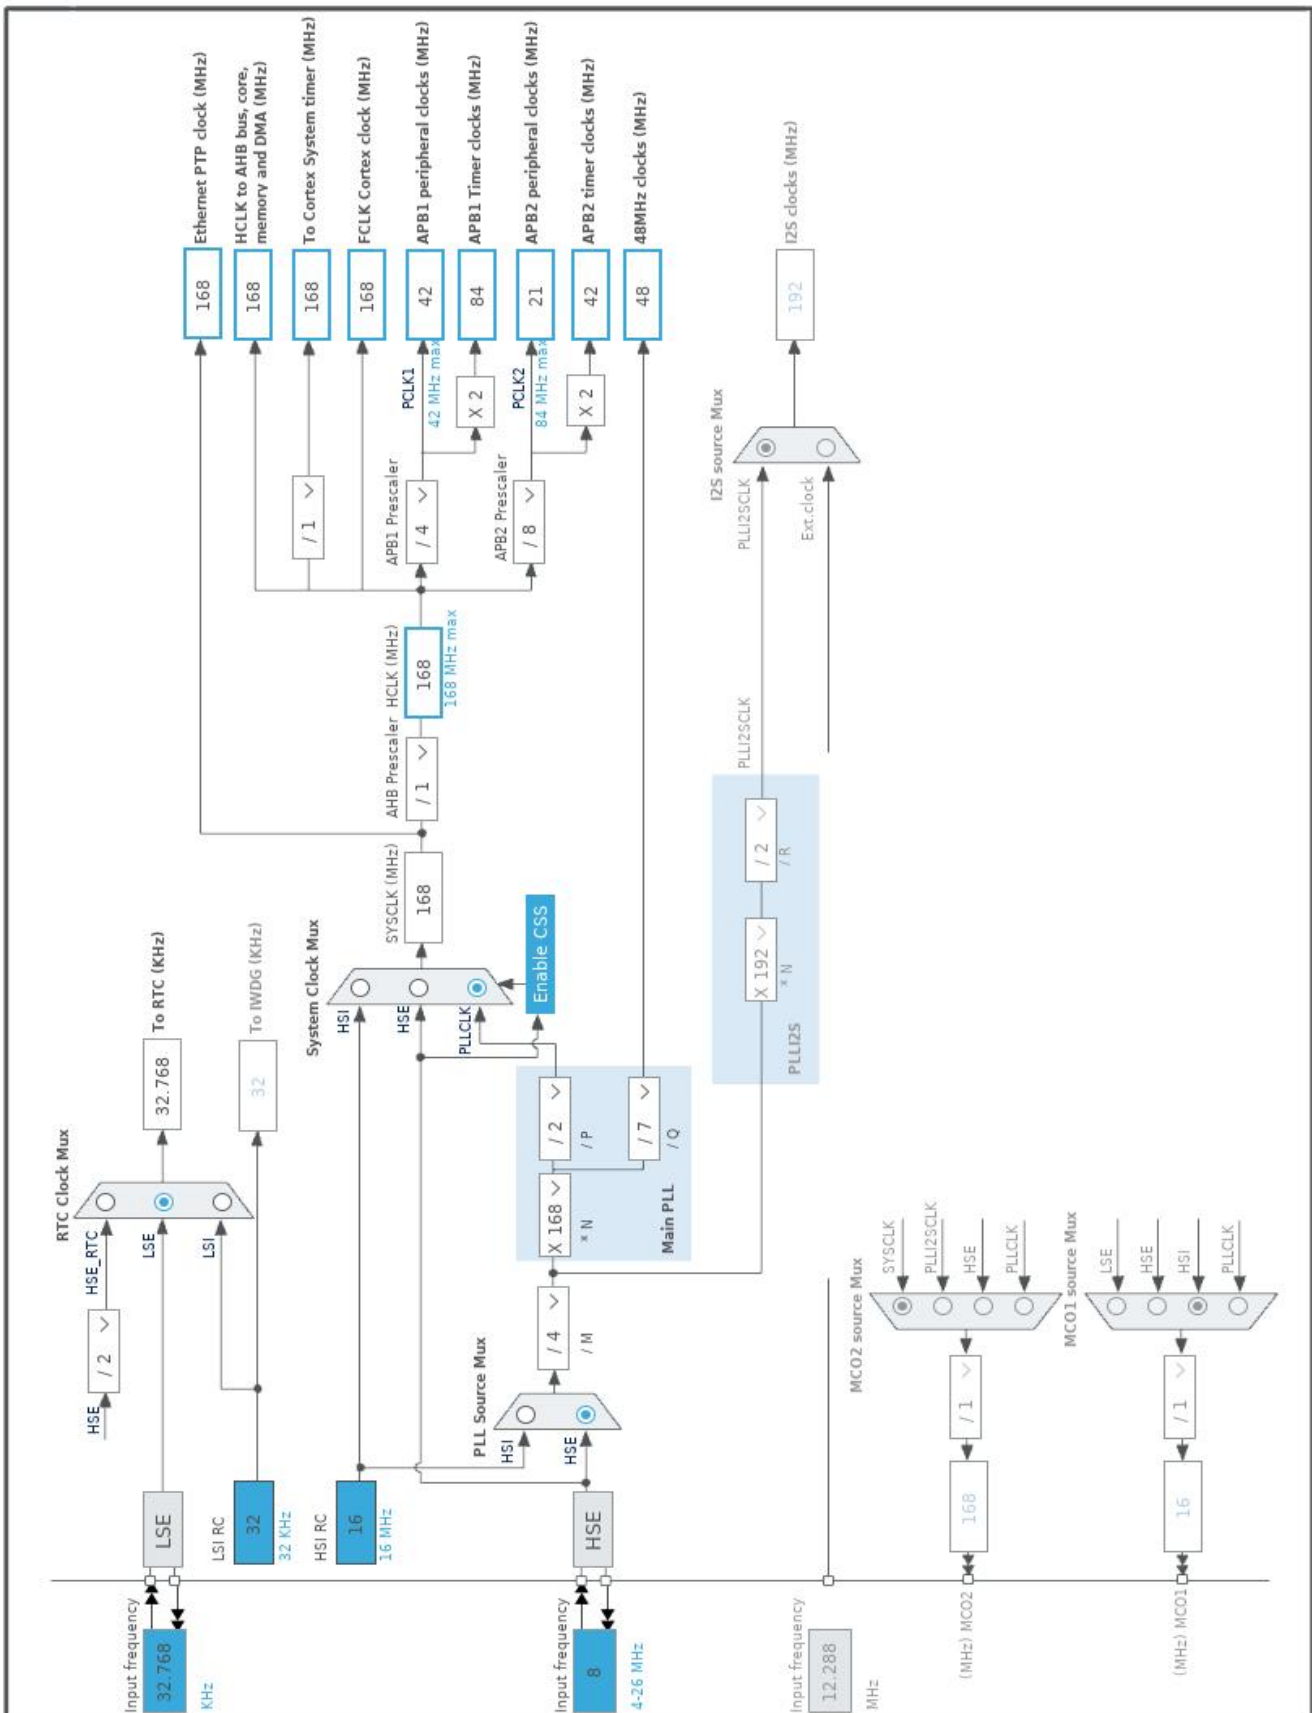 Input frequency
32.768
KHz
LSE
HSE
/ 2
HSE_RTC
LSE
LSI
RTC Clock Mux
32.768
To RTC (KHz)
LSI RC
32
32 KHz
32
To IWDG (KHz)
HSI RC
16
16 MHz
Input frequency
8
4-26 MHz
HSE
PLL Source Mux
HSI
HSE
/ 4
/ M
X 168
* N
/ 2
/ P
/ 7
/ Q
Main PLL
System Clock Mux
HSI
HSE
PLLCLK
Enable CSS
SYSCLK (MHz)
168
AHB Prescaler
/ 1
HCLK (MHz)
168
168 MHz max
/ 1
APB1 Prescaler
/ 4
PCLK1
42 MHz max
X 2
APB2 Prescaler
/ 8
PCLK2
84 MHz max
X 2
168
Ethernet PTP clock (MHz)
168
HCLK to AHB bus, core,
memory and DMA (MHz)
168
To Cortex System timer (MHz)
168
FCLK Cortex clock (MHz)
42
APB1 peripheral clocks (MHz)
84
APB1 Timer clocks (MHz)
21
APB2 peripheral clocks (MHz)
42
APB2 timer clocks (MHz)
48
48MHz clocks (MHz)
PLLI2S
X 192
* N
/ 2
/ R
PLLI2SCLK
PLLI2SCLK
Ext.clock
I2S source Mux
192
I2S clocks (MHz)
Input frequency
12.288
MHz
MCO2 source Mux
SYSCLK
PLLI2SCLK
HSE
PLLCLK
/ 1
168
(MHz) MCO2
MCO1 source Mux
LSE
HSE
HSI
PLLCLK
/ 1
16
(MHz) MCO1